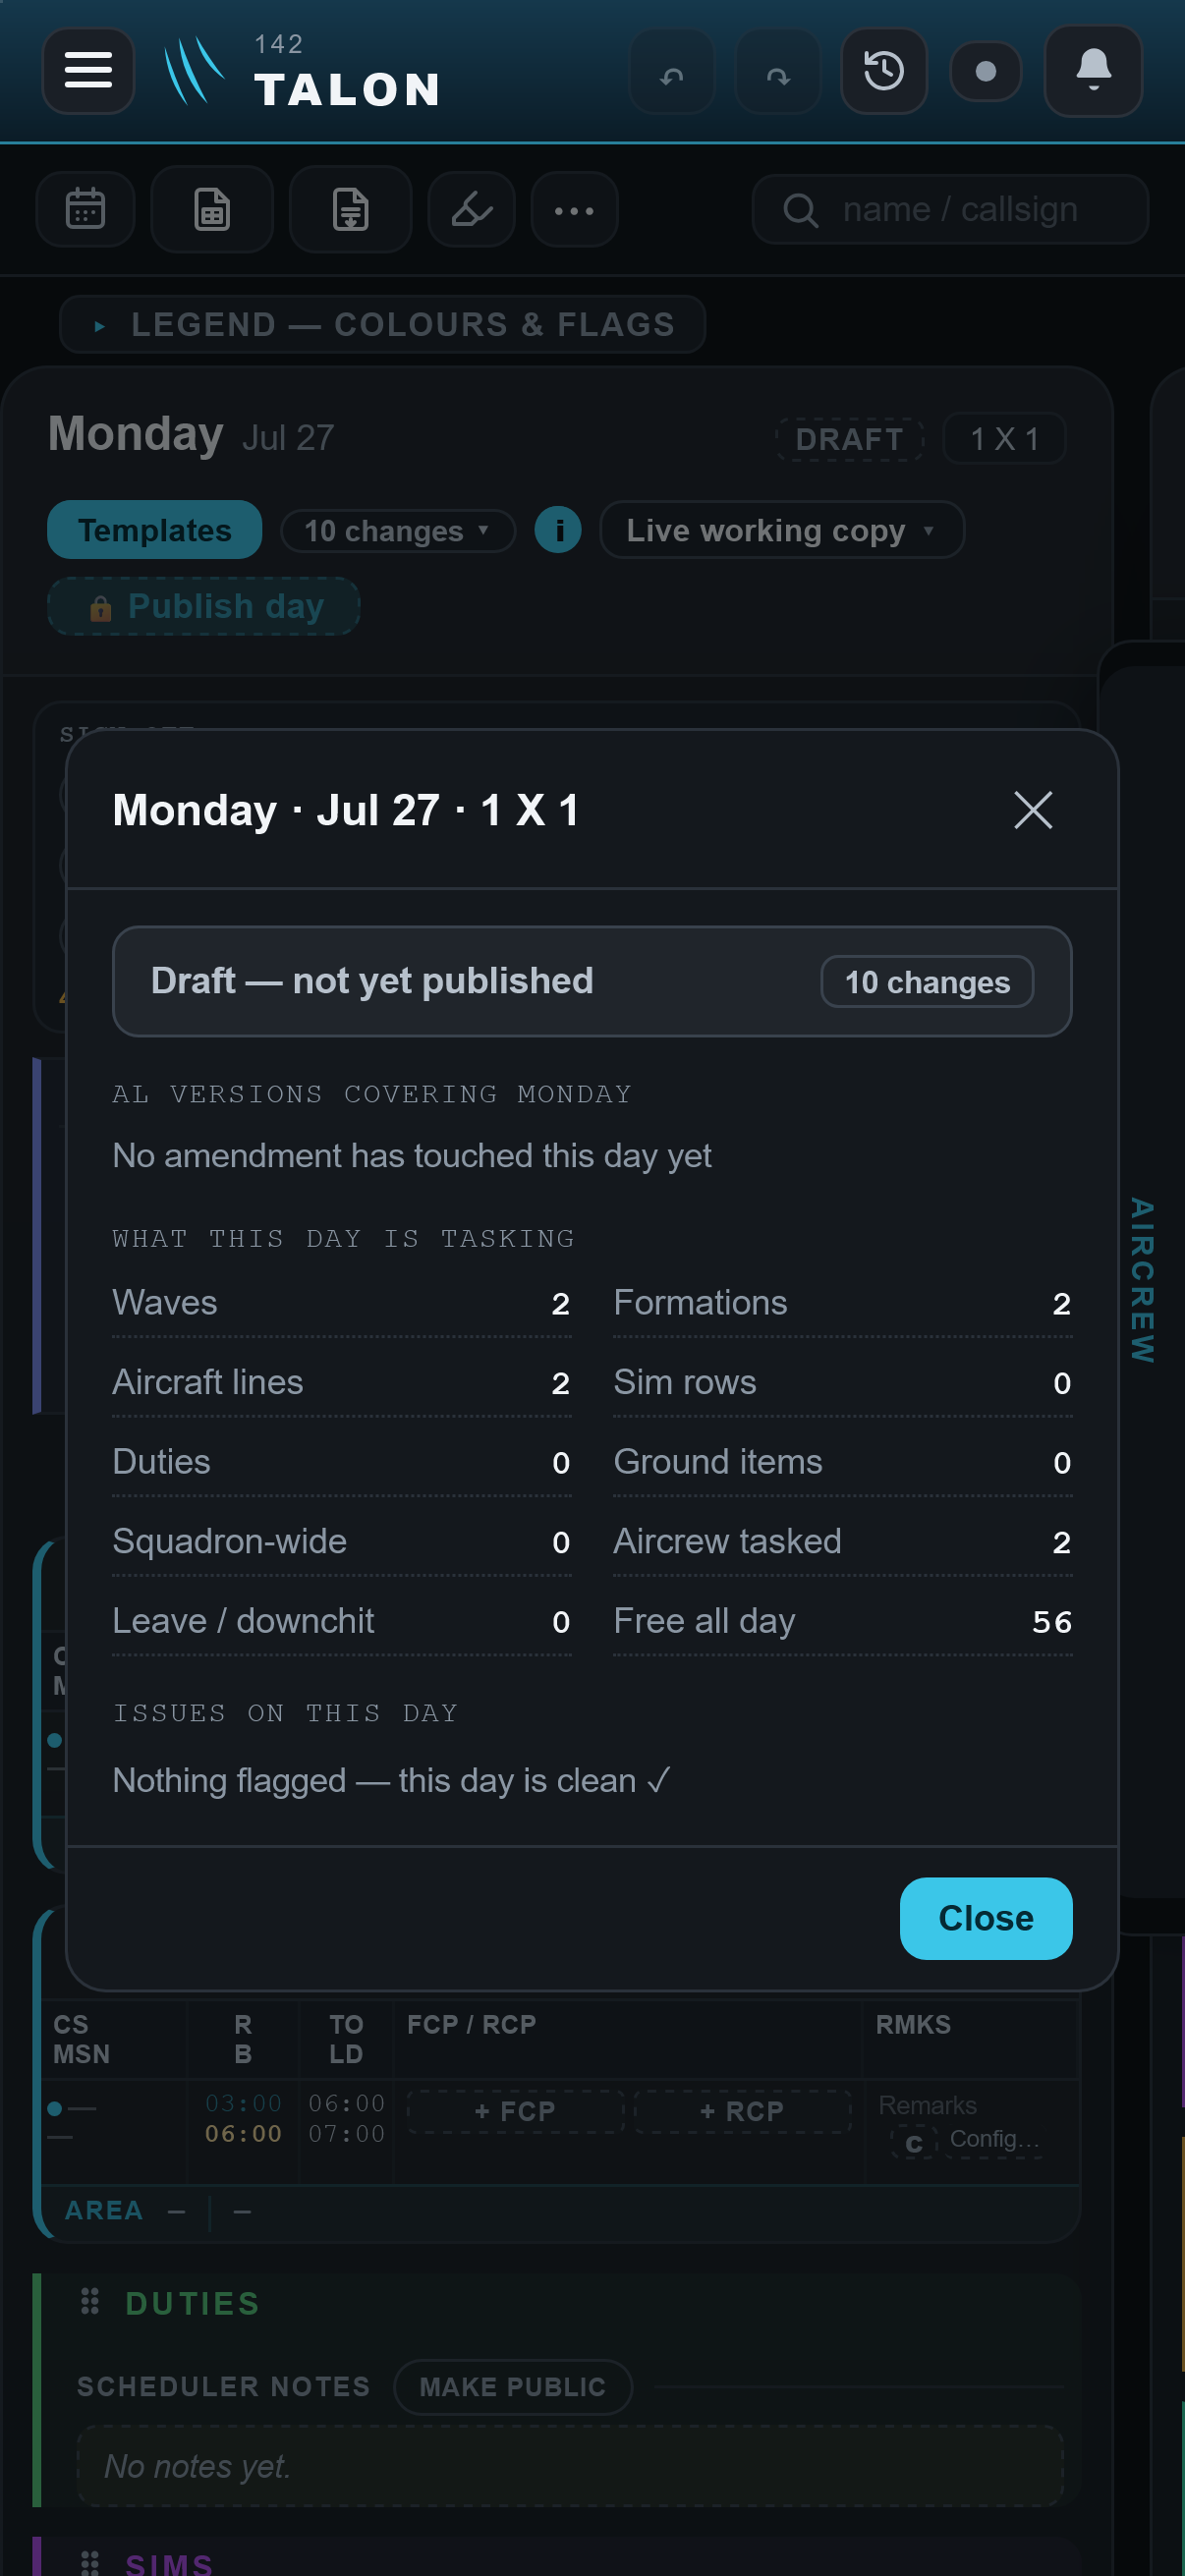 142
TALON
name / callsign
LEGEND — COLOURS & FLAGS
Monday Jul 27
DRAFT
1 X 1
Templates
10 changes
i
Live working copy
Publish day
Monday · Jul 27 · 1 X 1
Draft — not yet published
10 changes
AL VERSIONS COVERING MONDAY
No amendment has touched this day yet
WHAT THIS DAY IS TASKING
Waves 2
Formations 2
Aircraft lines 2
Sim rows 0
Duties 0
Ground items 0
Squadron-wide 0
Aircrew tasked 2
Leave / downchit 0
Free all day 56
ISSUES ON THIS DAY
Nothing flagged — this day is clean ✓
Close
AIRCREW
CS R TO FCP / RCP RMKS
MSN B LD
— 03:00 06:00 + FCP + RCP Remarks
— 06:00 07:00 C Config...
AREA – –
DUTIES
SCHEDULER NOTES MAKE PUBLIC
No notes yet.
SIMS